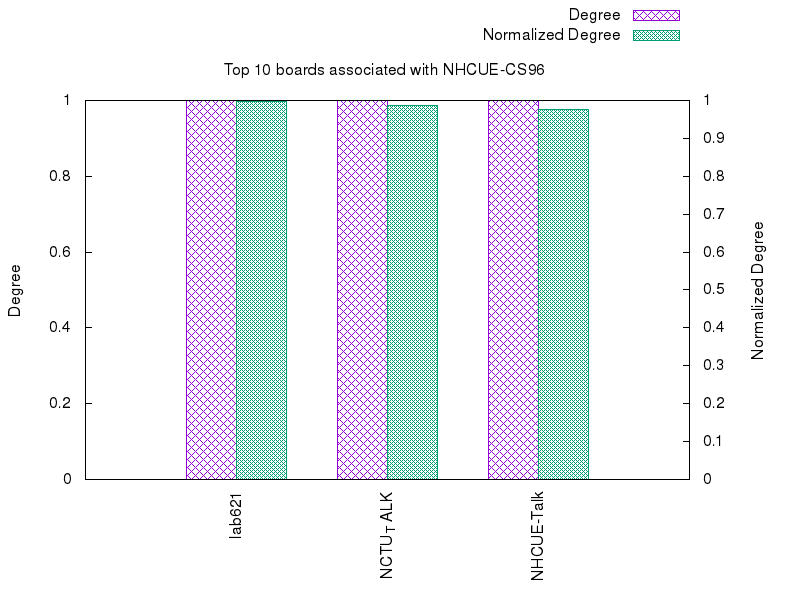 Degree
Normalized Degree
Top 10 boards associated with NHCUE-CS96
1 1
0.9
0.8 0.8
0.7
0.6 0.6
0.5
0.4 0.4
0.3
0.2 0.2
0.1
0 0
Degree
Normalized Degree
lab621
NCTU_T ALK
NHCUE-Talk